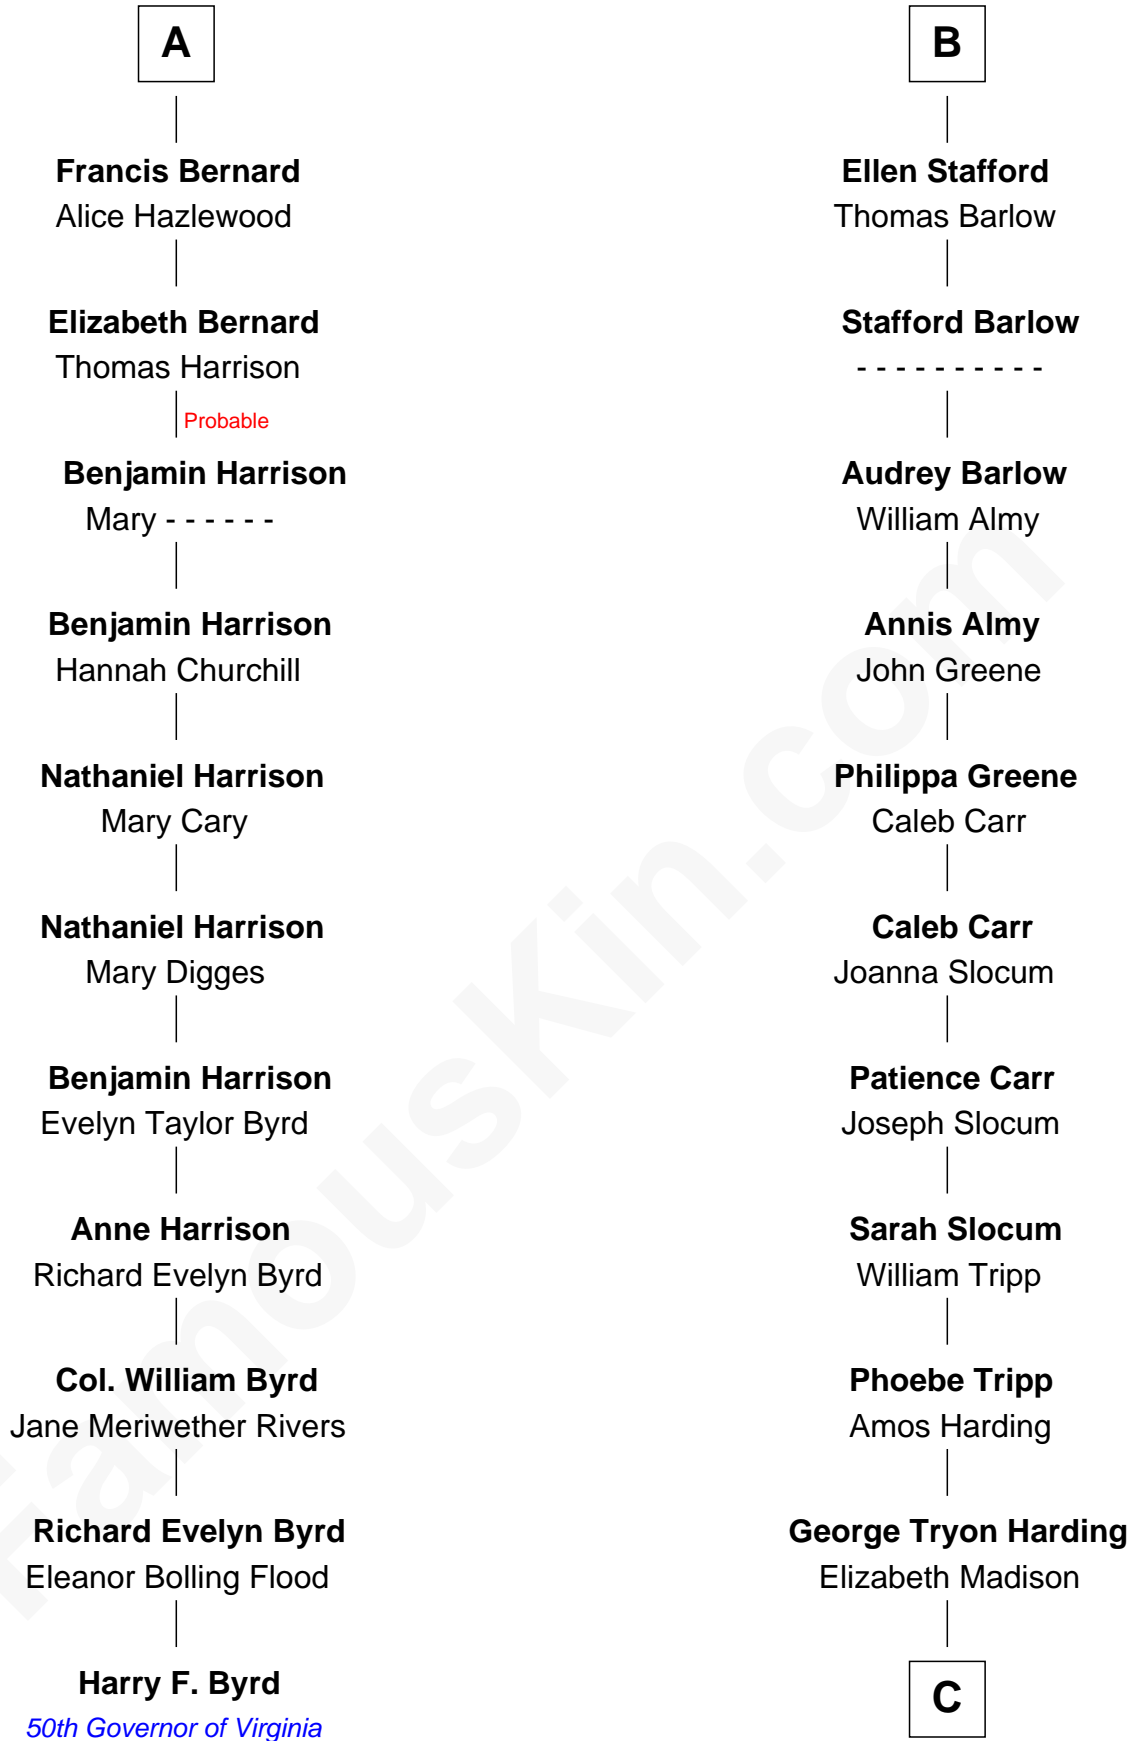 A
Francis Bernard
Alice Hazlewood
Elizabeth Bernard
Thomas Harrison
Probable
Benjamin Harrison
Mary - - - - - -
Benjamin Harrison
Hannah Churchill
Nathaniel Harrison
Mary Cary
Nathaniel Harrison
Mary Digges
Benjamin Harrison
Evelyn Taylor Byrd
Anne Harrison
Richard Evelyn Byrd
Col. William Byrd
Jane Meriwether Rivers
Richard Evelyn Byrd
Eleanor Bolling Flood
Harry F. Byrd
50th Governor of Virginia
B
Ellen Stafford
Thomas Barlow
Stafford Barlow
- - - - - - - - - -
Audrey Barlow
William Almy
Annis Almy
John Greene
Philippa Greene
Caleb Carr
Caleb Carr
Joanna Slocum
Patience Carr
Joseph Slocum
Sarah Slocum
William Tripp
Phoebe Tripp
Amos Harding
George Tryon Harding
Elizabeth Madison
C
FamousKin.com